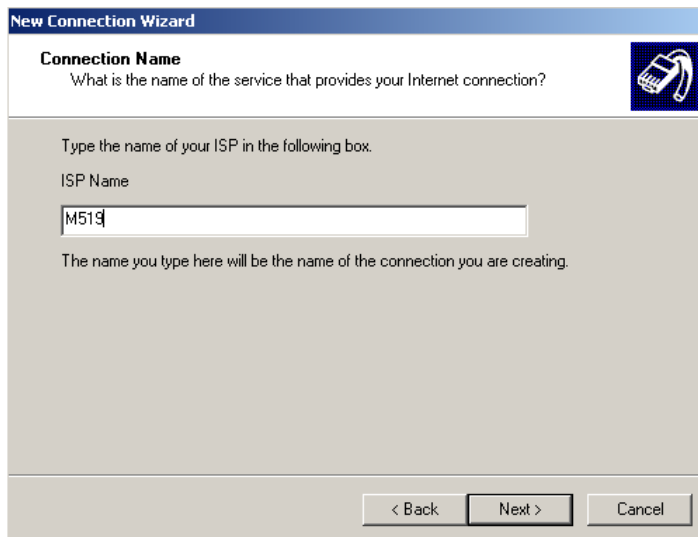 New Connection Wizard
Connection Name
What is the name of the service that provides your Internet connection?
Type the name of your ISP in the following box.
ISP Name
M519
The name you type here will be the name of the connection you are creating.
< Back Next > Cancel